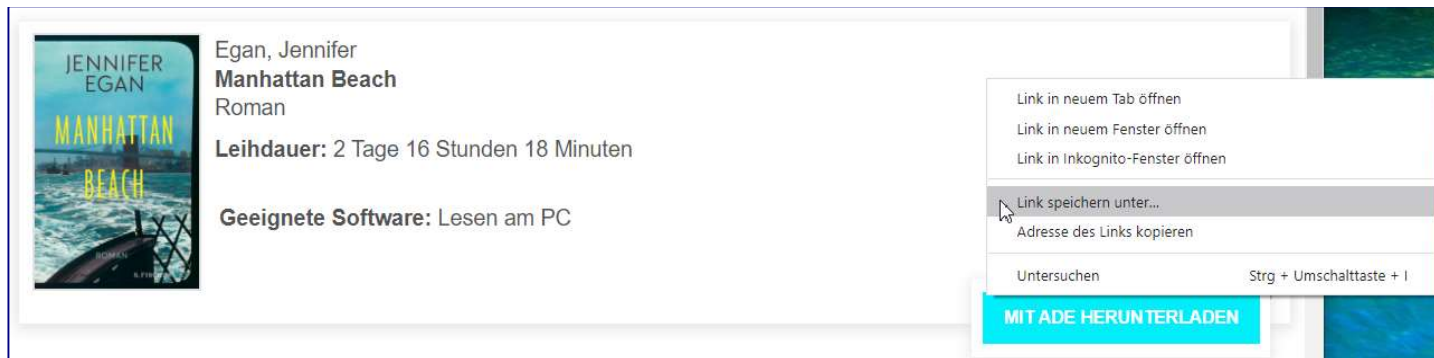 JENNIFER
EGAN
MANHATTAN
BEACH
ROMAN
Egan, Jennifer
Manhattan Beach
Roman
Leihdauer: 2 Tage 16 Stunden 18 Minuten
Geeignete Software: Lesen am PC
Link in neuem Tab öffnen
Link in neuem Fenster öffnen
Link in Inkognito-Fenster öffnen
Link speichern unter...
Adresse des Links kopieren
Untersuchen Strg + Umschalttaste + I
MIT ADE HERUNTERLADEN